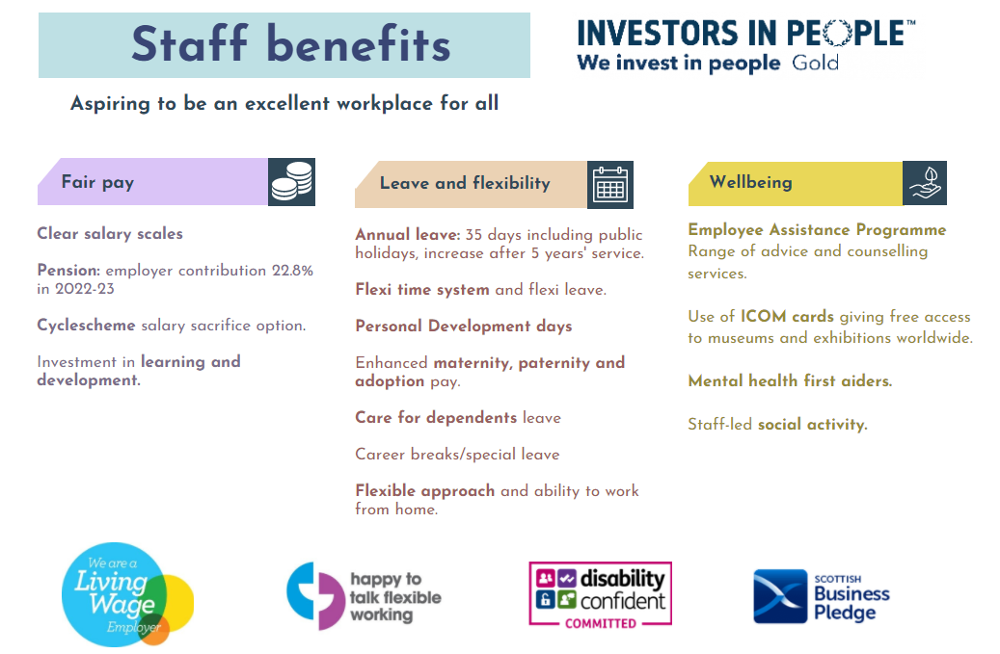 Staff benefits
INVESTORS IN PEOPLE™
We invest in people Gold
Aspiring to be an excellent workplace for all
Fair pay
Clear salary scales
Pension: employer contribution 22.8%
in 2022-23
Cyclescheme salary sacrifice option.
Investment in learning and
development.
Leave and flexibility
Annual leave: 35 days including public
holidays, increase after 5 years' service.
Flexi time system and flexi leave.
Personal Development days
Enhanced maternity, paternity and
adoption pay.
Care for dependents leave
Career breaks/special leave
Flexible approach and ability to work
from home.
Wellbeing
Employee Assistance Programme
Range of advice and counselling
services.
Use of ICOM cards giving free access
to museums and exhibitions worldwide.
Mental health first aiders.
Staff-led social activity.
We are a
Living
Wage
Employer
happy to
talk flexible
working
disability
confident
COMMITTED
SCOTTISH
Business
Pledge